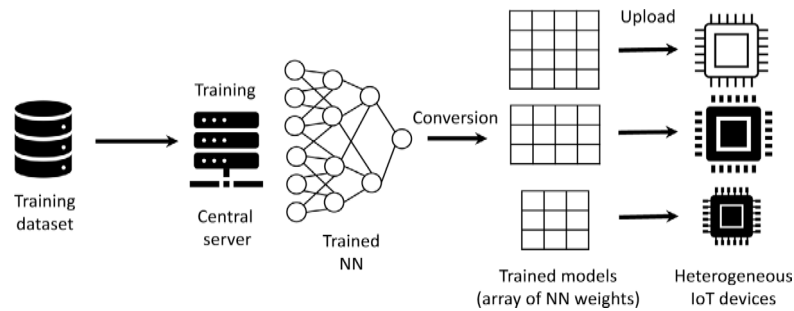 Training
dataset
Training
Central
server
Trained
NN
Conversion
Upload
Trained models
(array of NN weights)
Heterogeneous
IoT devices